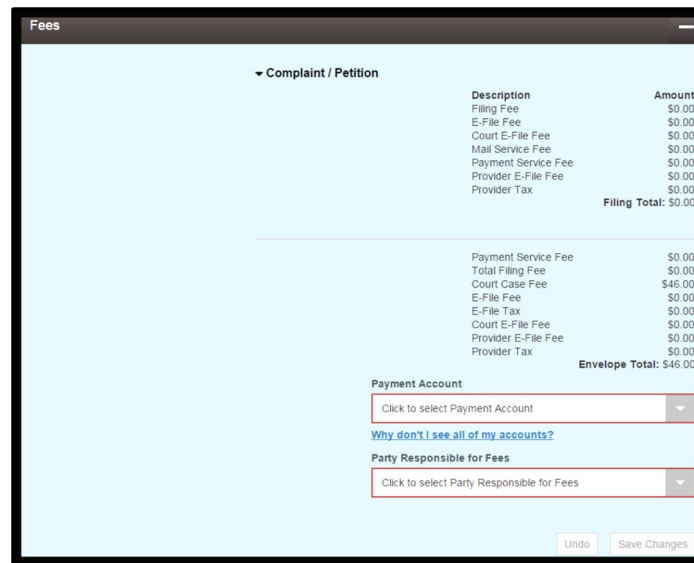 Fees
Complaint / Petition
Description Amount
Filing Fee $0.00
E-File Fee $0.00
Court E-File Fee $0.00
Mail Service Fee $0.00
Payment Service Fee $0.00
Provider E-File Fee $0.00
Provider Tax $0.00
Filing Total: $0.00
Payment Service Fee $0.00
Total Filing Fee $0.00
Court Case Fee $46.00
E-File Fee $0.00
E-File Tax $0.00
Court E-File Fee $0.00
Provider E-File Fee $0.00
Provider Tax $0.00
Envelope Total: $46.00
Payment Account
Click to select Payment Account
Why don't I see all of my accounts?
Party Responsible for Fees
Click to select Party Responsible for Fees
Undo Save Changes